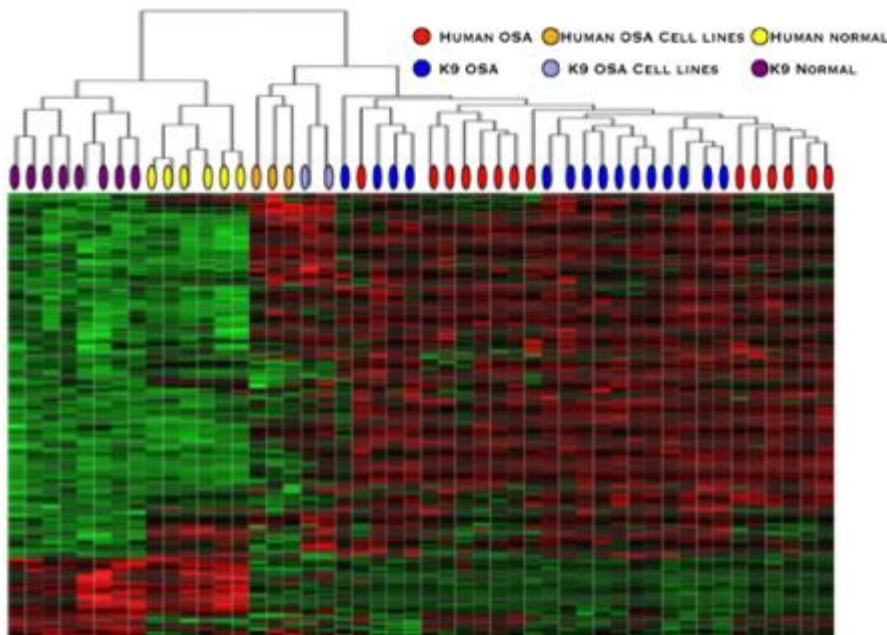 HUMAN OSA HUMAN OSA CELL LINES HUMAN NORMAL
K9 OSA K9 OSA CELL LINES K9 NORMAL